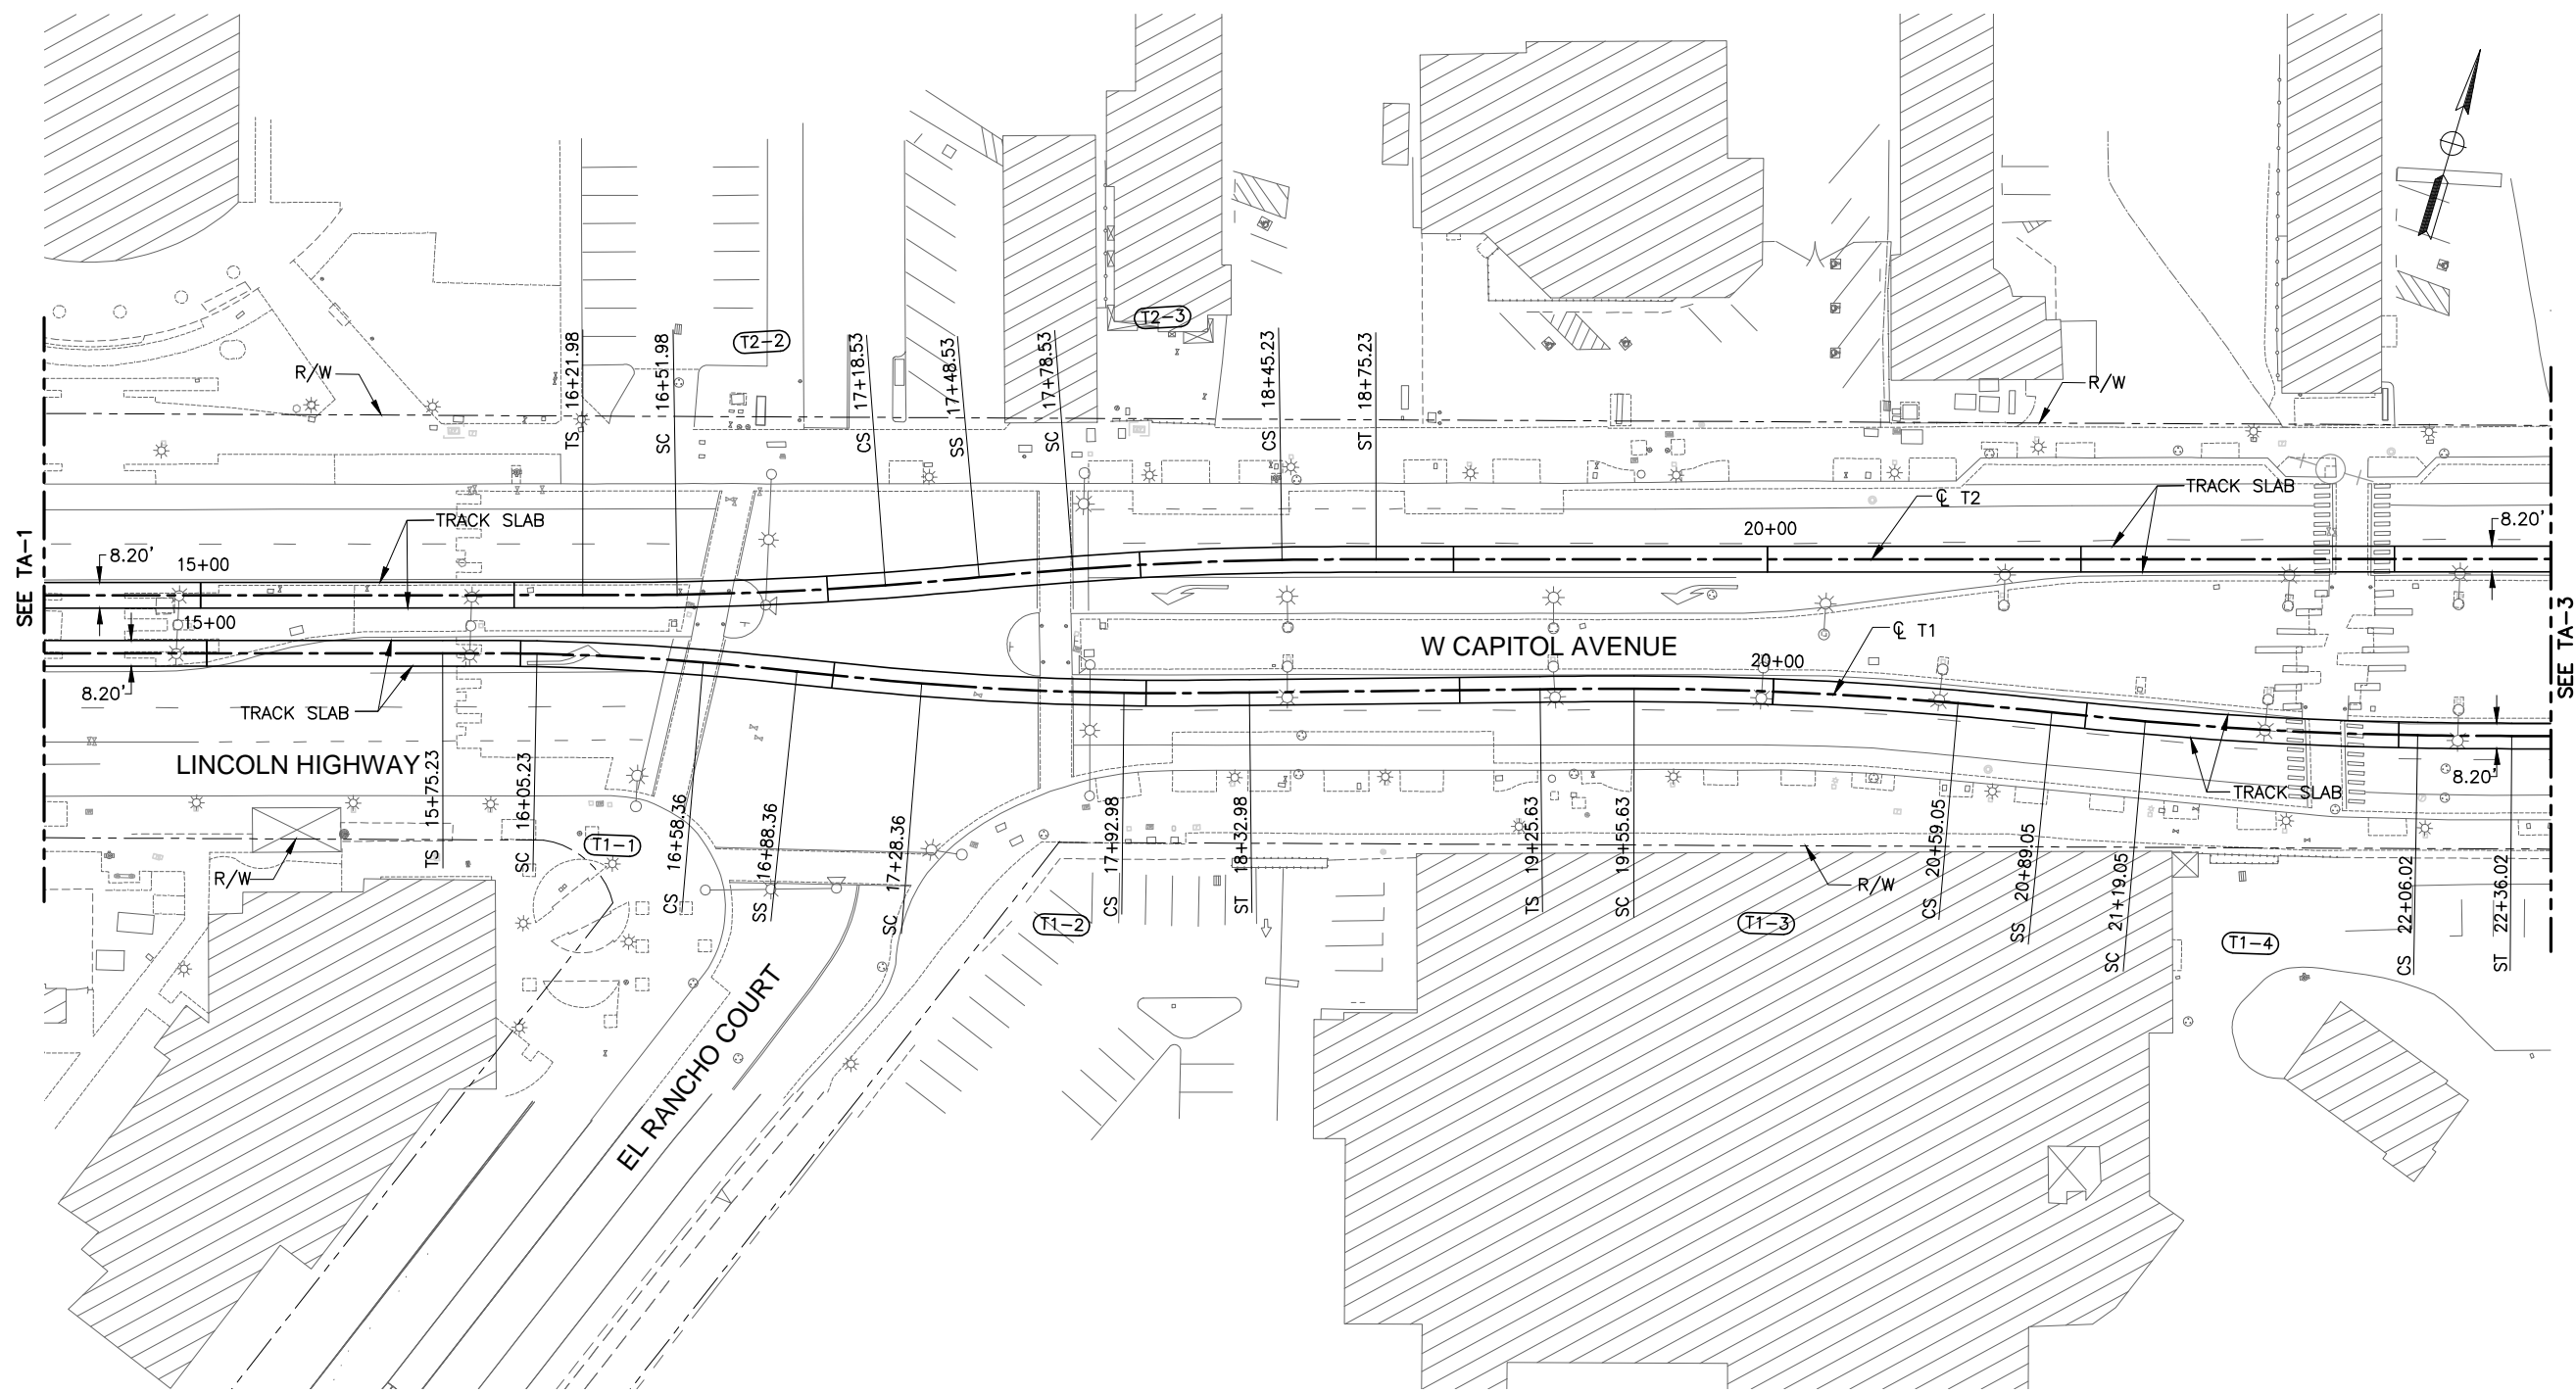 T2-2
T2-3
TS 16+21.98
SC 16+51.98
CS 17+18.53
SS 17+48.53
SC 17+78.53
CS 18+45.23
ST 18+75.23
R/W
R/W
SEE TA-1
TRACK SLAB
8.20'
15+00
15+00
8.20'
TRACK SLAB
℄ T2
20+00
TRACK SLAB
8.20'
W CAPITOL AVENUE
℄ T1
20+00
SEE TA-3
LINCOLN HIGHWAY
8.20'
TRACK SLAB
TS 15+75.23
SC 16+05.23
CS 16+58.36
SS 16+88.36
SC 17+28.36
CS 17+92.98
ST 18+32.98
TS 19+25.63
SC 19+55.63
CS 20+59.05
SS 20+89.05
SC 21+19.05
CS 22+06.02
ST 22+36.02
T1-1
R/W
R/W
T1-2
T1-3
T1-4
EL RANCHO COURT